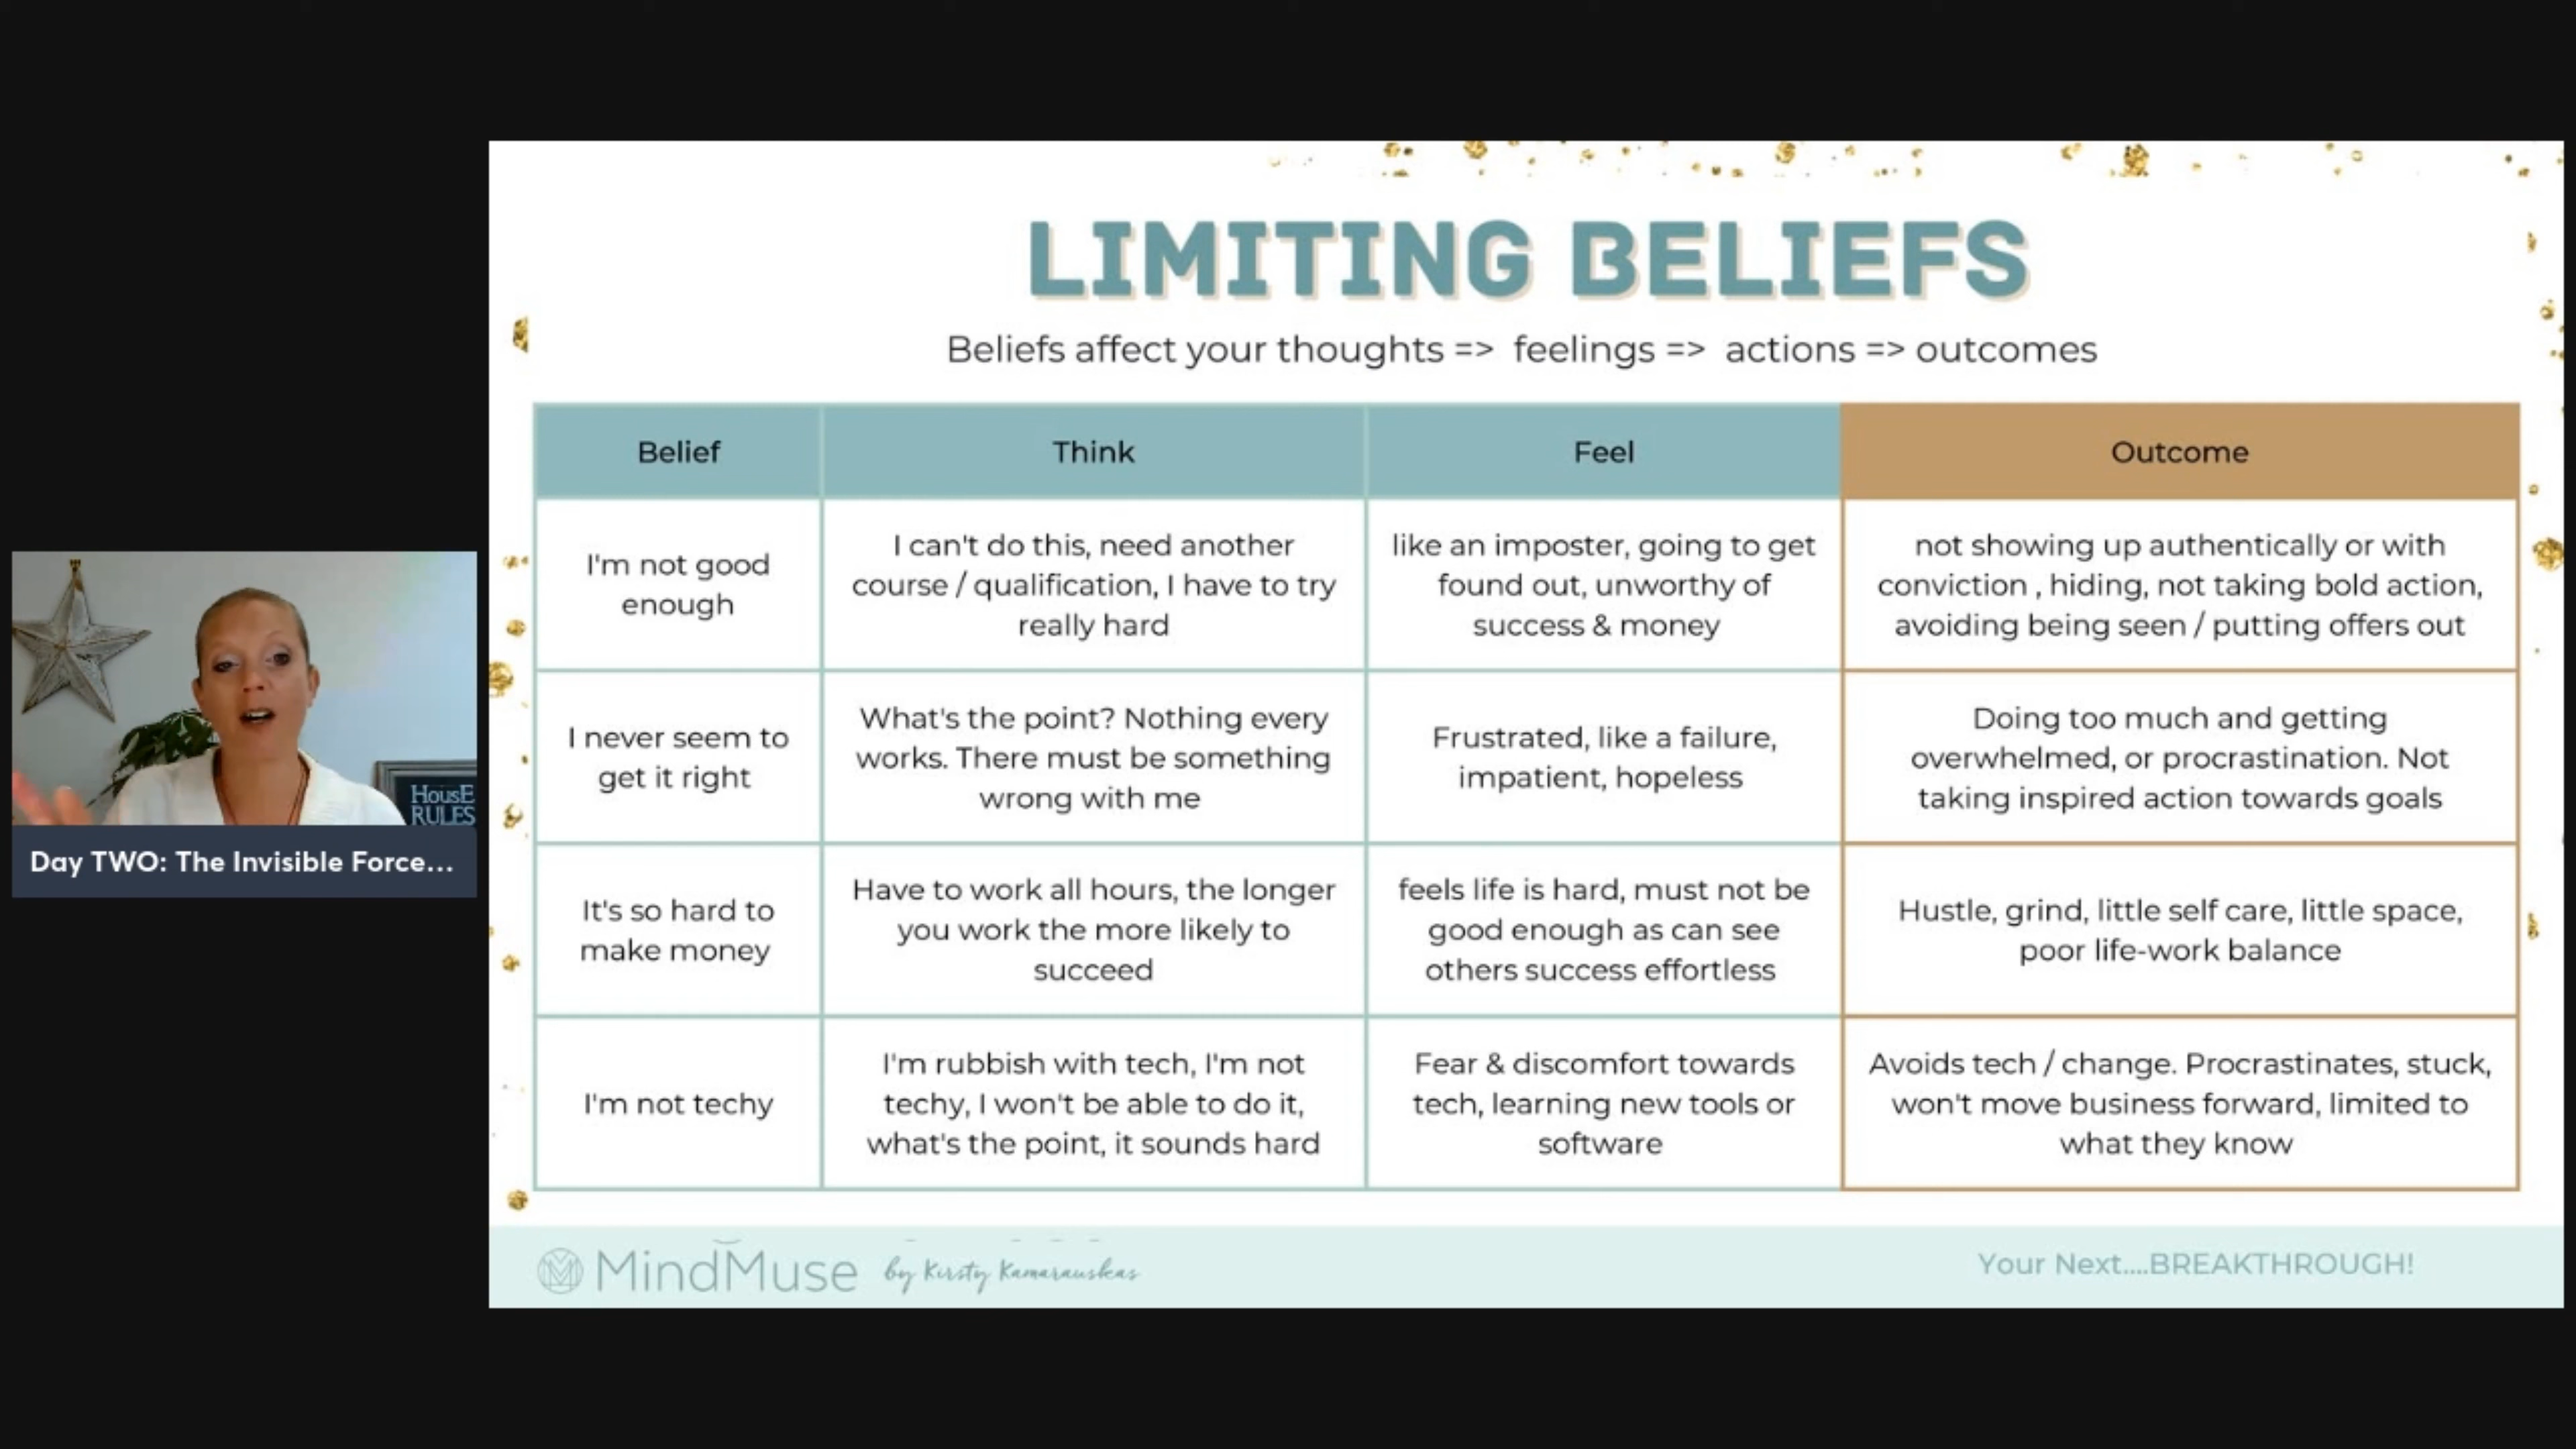 LIMITING BELIEFS
Beliefs affect your thoughts => feelings => actions => outcomes
Belief
Think
Feel
Outcome
I'm not good
enough
I can't do this, need another
course / qualification, I have to try
really hard
like an imposter, going to get
found out, unworthy of
success & money
not showing up authentically or with
conviction , hiding, not taking bold action,
avoiding being seen / putting offers out
I never seem to
get it right
What's the point? Nothing every
works. There must be something
wrong with me
Frustrated, like a failure,
impatient, hopeless
Doing too much and getting
overwhelmed, or procrastination. Not
taking inspired action towards goals
It's so hard to
make money
Have to work all hours, the longer
you work the more likely to
succeed
feels life is hard, must not be
good enough as can see
others success effortless
Hustle, grind, little self care, little space,
poor life-work balance
I'm not techy
I'm rubbish with tech, I'm not
techy, I won't be able to do it,
what's the point, it sounds hard
Fear & discomfort towards
tech, learning new tools or
software
Avoids tech / change. Procrastinates, stuck,
won't move business forward, limited to
what they know
HousE
RULES
Day TWO: The Invisible Force...
MindMuse by Kirsty Kamarauskas
Your Next....BREAKTHROUGH!